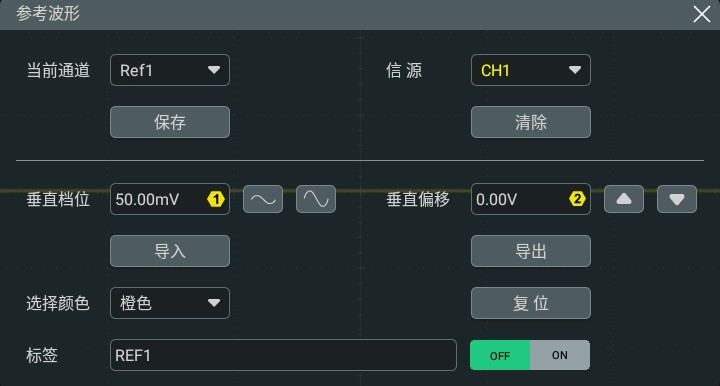 参考波形
当前通道 Ref1 信 源 CH1
保存 清除
垂直档位 50.00mV 1 垂直偏移 0.00V 2
导入 导出
选择颜色 橙色 复 位
标签 REF1 OFF ON